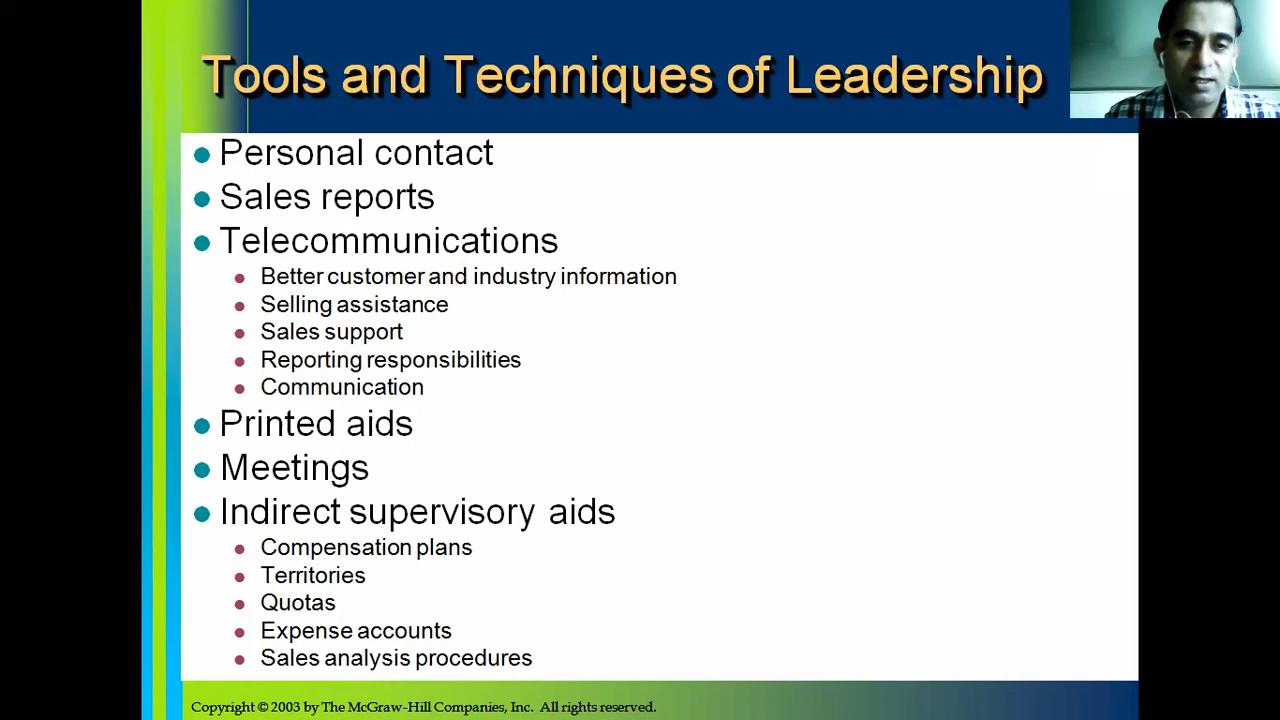 Tools and Techniques of Leadership
Personal contact
Sales reports
Telecommunications
Better customer and industry information
Selling assistance
Sales support
Reporting responsibilities
Communication
Printed aids
Meetings
Indirect supervisory aids
Compensation plans
Territories
Quotas
Expense accounts
Sales analysis procedures
Copyright © 2003 by The McGraw-Hill Companies, Inc. All rights reserved.